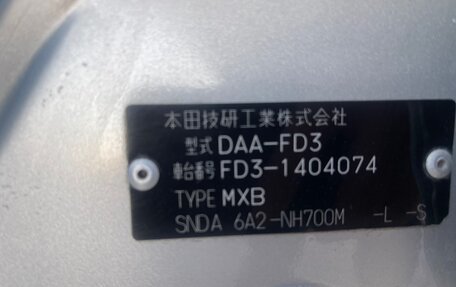 本田技研工業株式会社
型式 DAA-FD3
車台番号 FD3-1404074
TYPE MXB
SNDA 6A2-NH700M -L -S